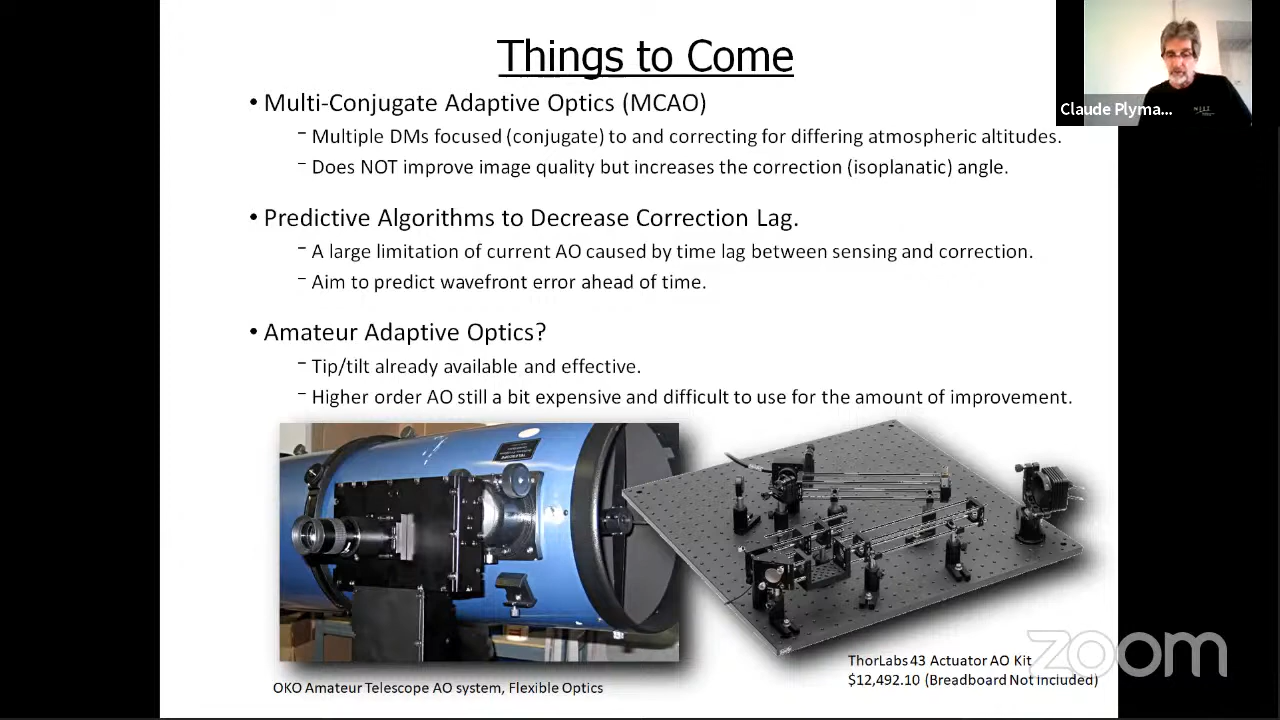 Things to Come
Claude Plyma...
• Multi-Conjugate Adaptive Optics (MCAO)
– Multiple DMs focused (conjugate) to and correcting for differing atmospheric altitudes.
– Does NOT improve image quality but increases the correction (isoplanatic) angle.
• Predictive Algorithms to Decrease Correction Lag.
– A large limitation of current AO caused by time lag between sensing and correction.
– Aim to predict wavefront error ahead of time.
• Amateur Adaptive Optics?
– Tip/tilt already available and effective.
– Higher order AO still a bit expensive and difficult to use for the amount of improvement.
OKO Amateur Telescope AO system, Flexible Optics
ThorLabs 43 Actuator AO Kit
$12,492.10 (Breadboard Not Included)
zoom